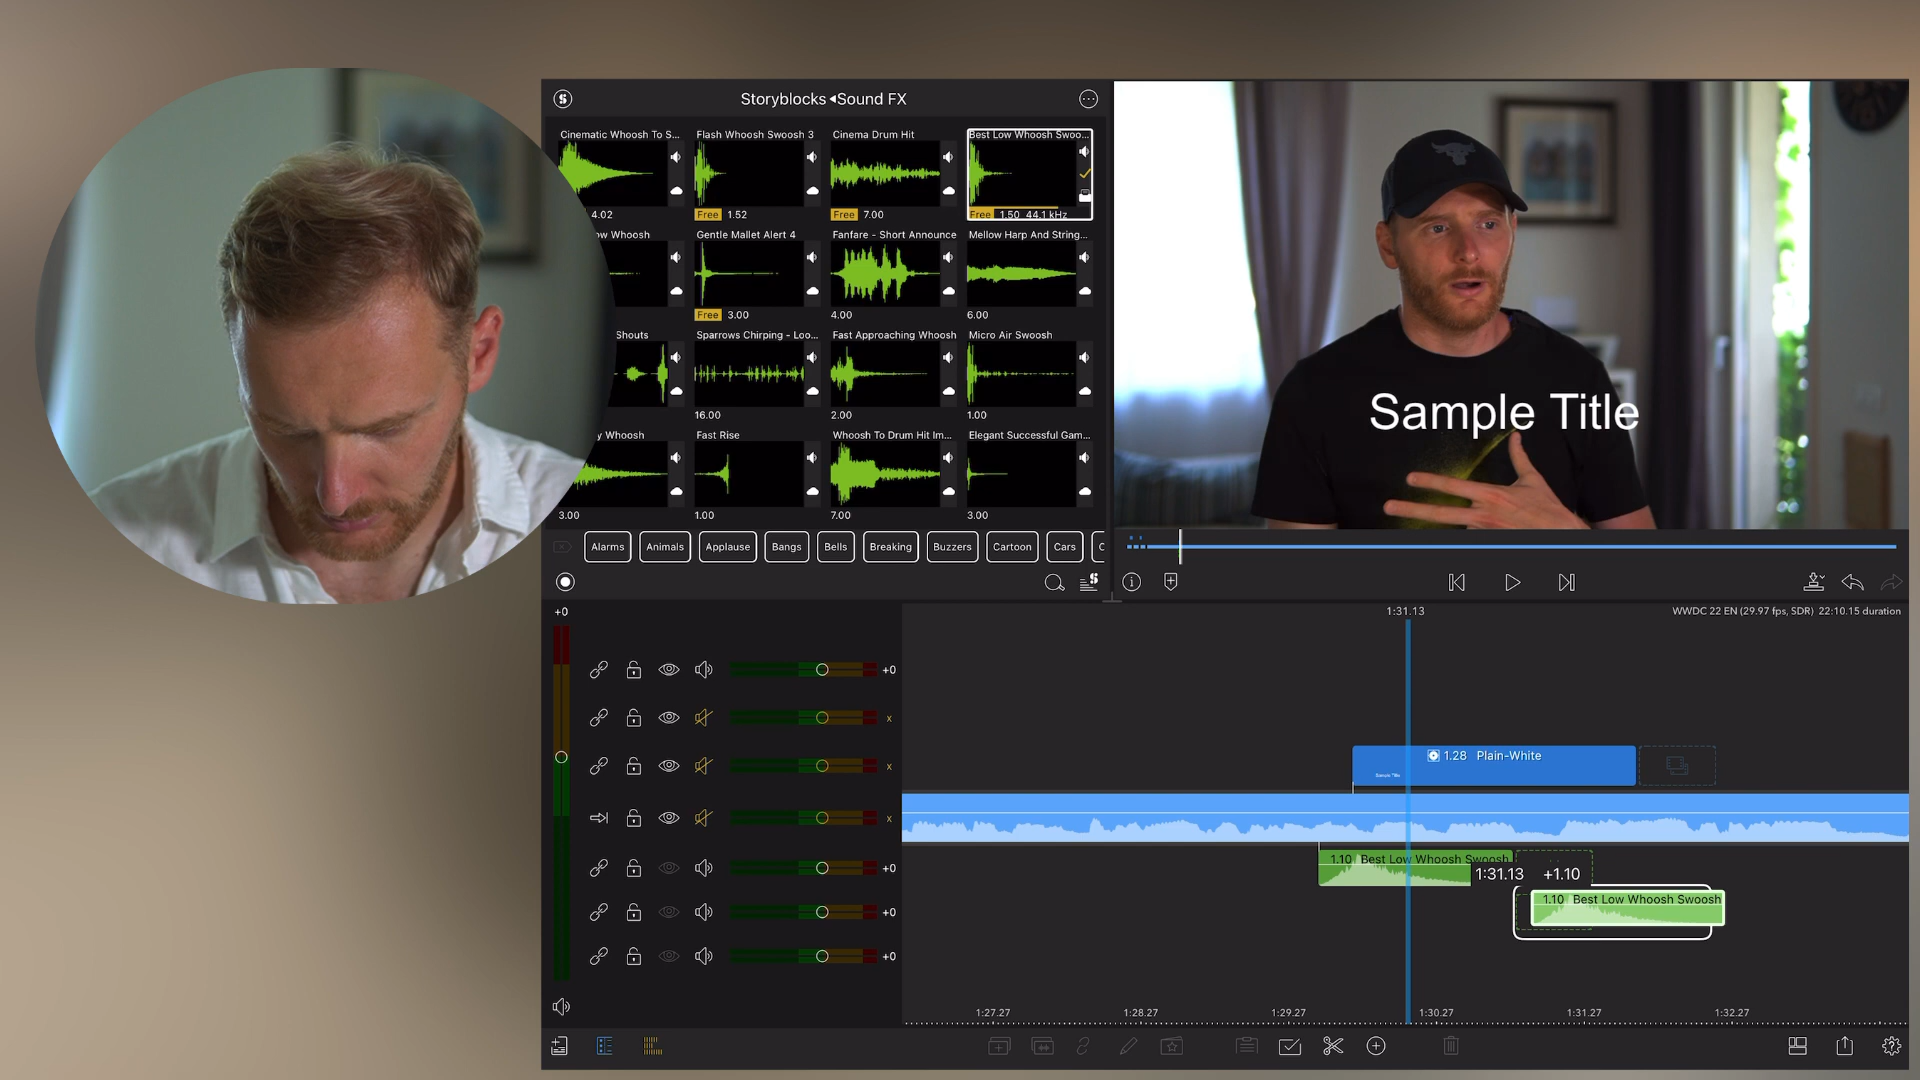 Storyblocks ◂Sound FX
Cinematic Whoosh To S...
Flash Whoosh Swoosh 3
Cinema Drum Hit
Best Low Whoosh Swoo...
4.02
Free 1.52
Free 7.00
Free 1.50 44.1 kHz
ow Whoosh
Gentle Mallet Alert 4
Fanfare - Short Announce
Mellow Harp And String...
Free 3.00
4.00
6.00
Shouts
Sparrows Chirping - Loo...
Fast Approaching Whoosh
Micro Air Swoosh
16.00
2.00
1.00
y Whoosh
Fast Rise
Whoosh To Drum Hit Im...
Elegant Successful Gam...
3.00
1.00
7.00
3.00
Alarms
Animals
Applause
Bangs
Bells
Breaking
Buzzers
Cartoon
Cars
C
Sample Title
+0
1:31.13
WWDC 22 EN (29.97 fps, SDR) 22:10.15 duration
+0
x
x
x
+0
+0
+0
1.28 Plain-White
Sample Title
1.10 Best Low Whoosh Swoosh
1:31.13 +1.10
1.10 Best Low Whoosh Swoosh
1:27.27
1:28.27
1:29.27
1:30.27
1:31.27
1:32.27